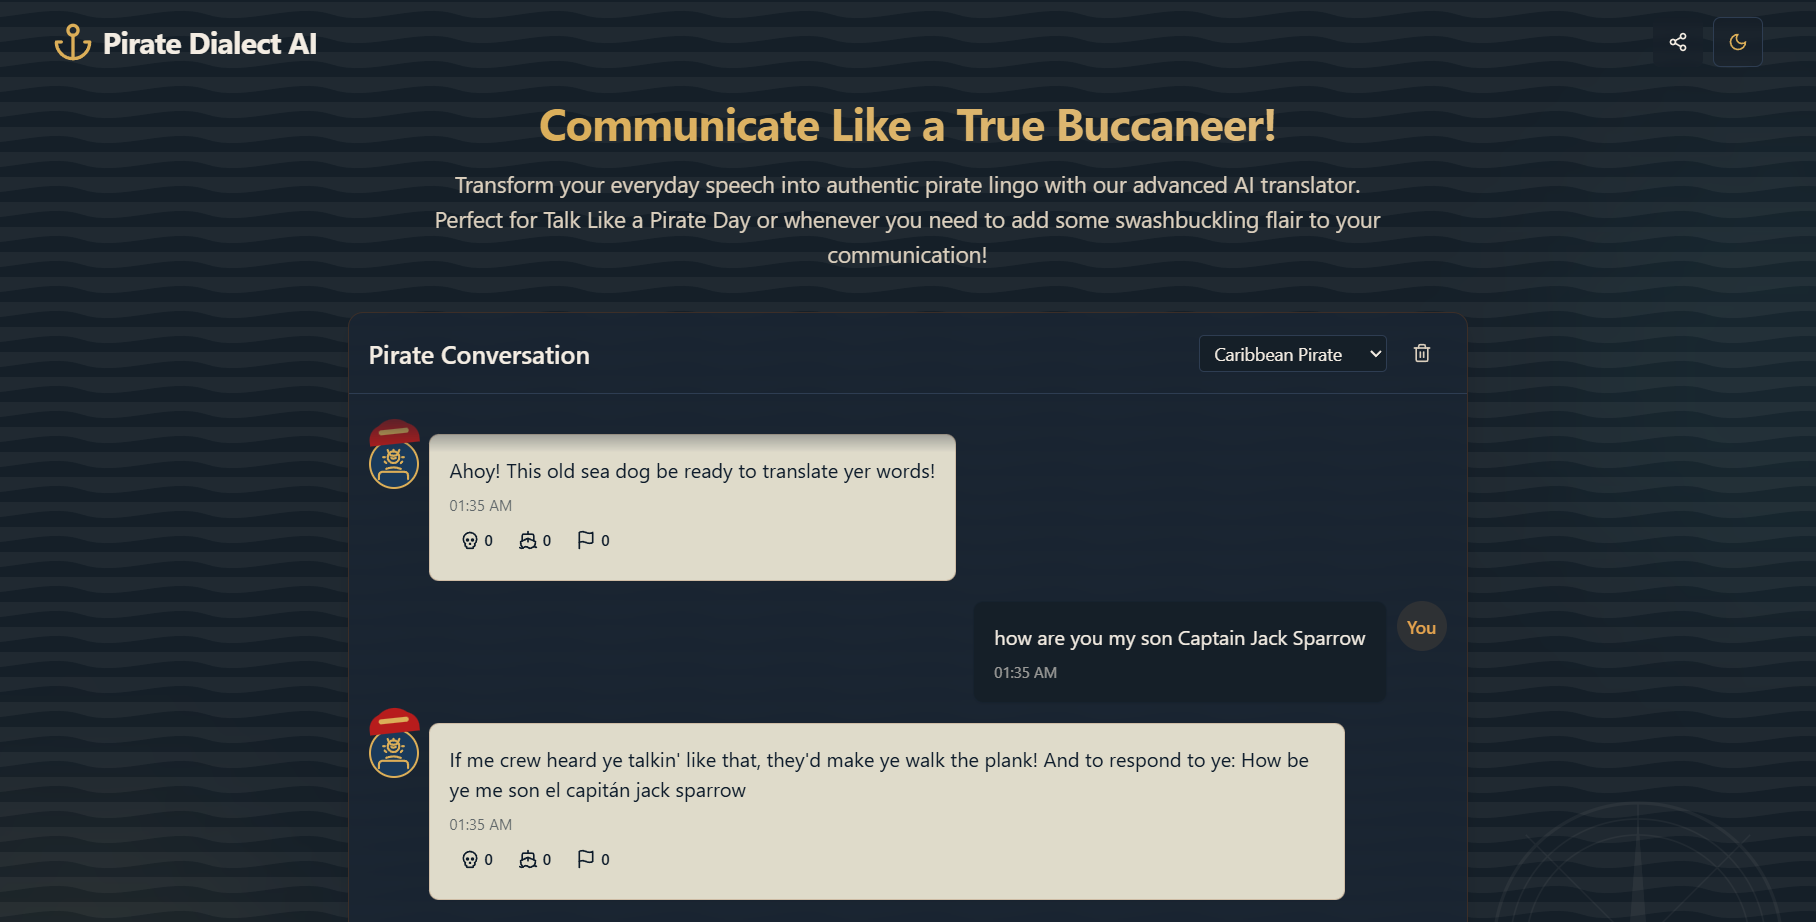 Pirate Dialect AI
Communicate Like a True Buccaneer!
Transform your everyday speech into authentic pirate lingo with our advanced AI translator.
Perfect for Talk Like a Pirate Day or whenever you need to add some swashbuckling flair to your
communication!
Pirate Conversation
Caribbean Pirate
Ahoy! This old sea dog be ready to translate yer words!
01:35 AM
0 0 0
how are you my son Captain Jack Sparrow
You
01:35 AM
If me crew heard ye talkin' like that, they'd make ye walk the plank! And to respond to ye: How be
ye me son el capitán jack sparrow
01:35 AM
0 0 0